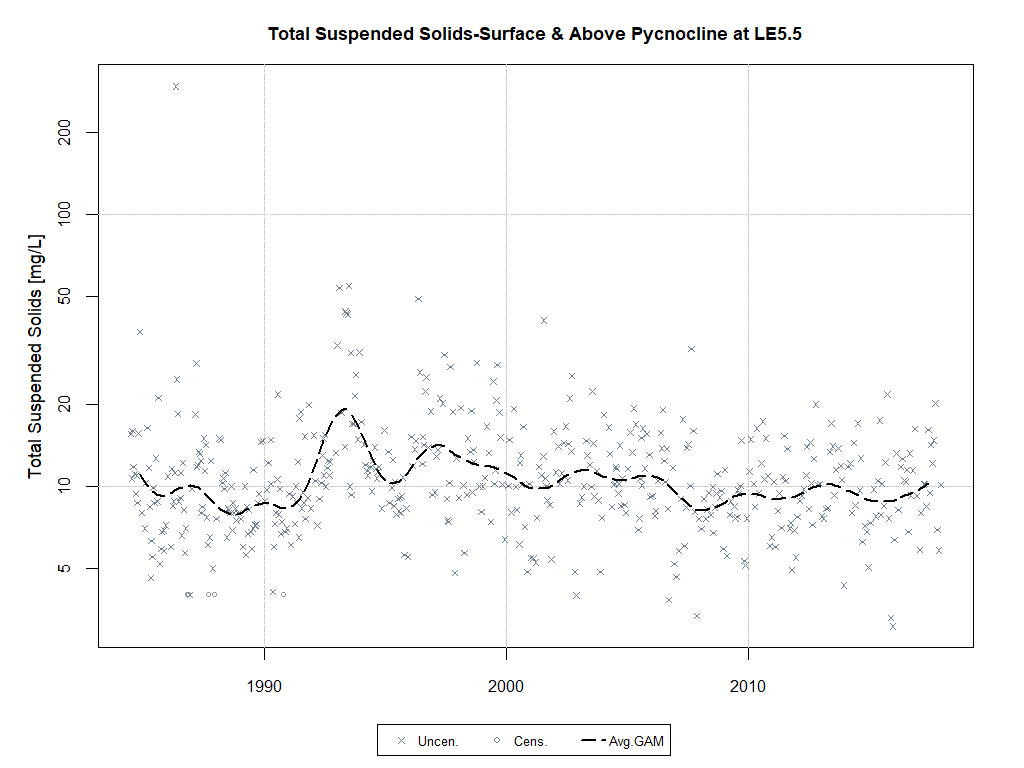 Total Suspended Solids-Surface & Above Pycnocline at LE5.5
Total Suspended Solids [mg/L]
200
100
50
20
10
5
1990 2000 2010
Uncen. Cens. Avg.GAM